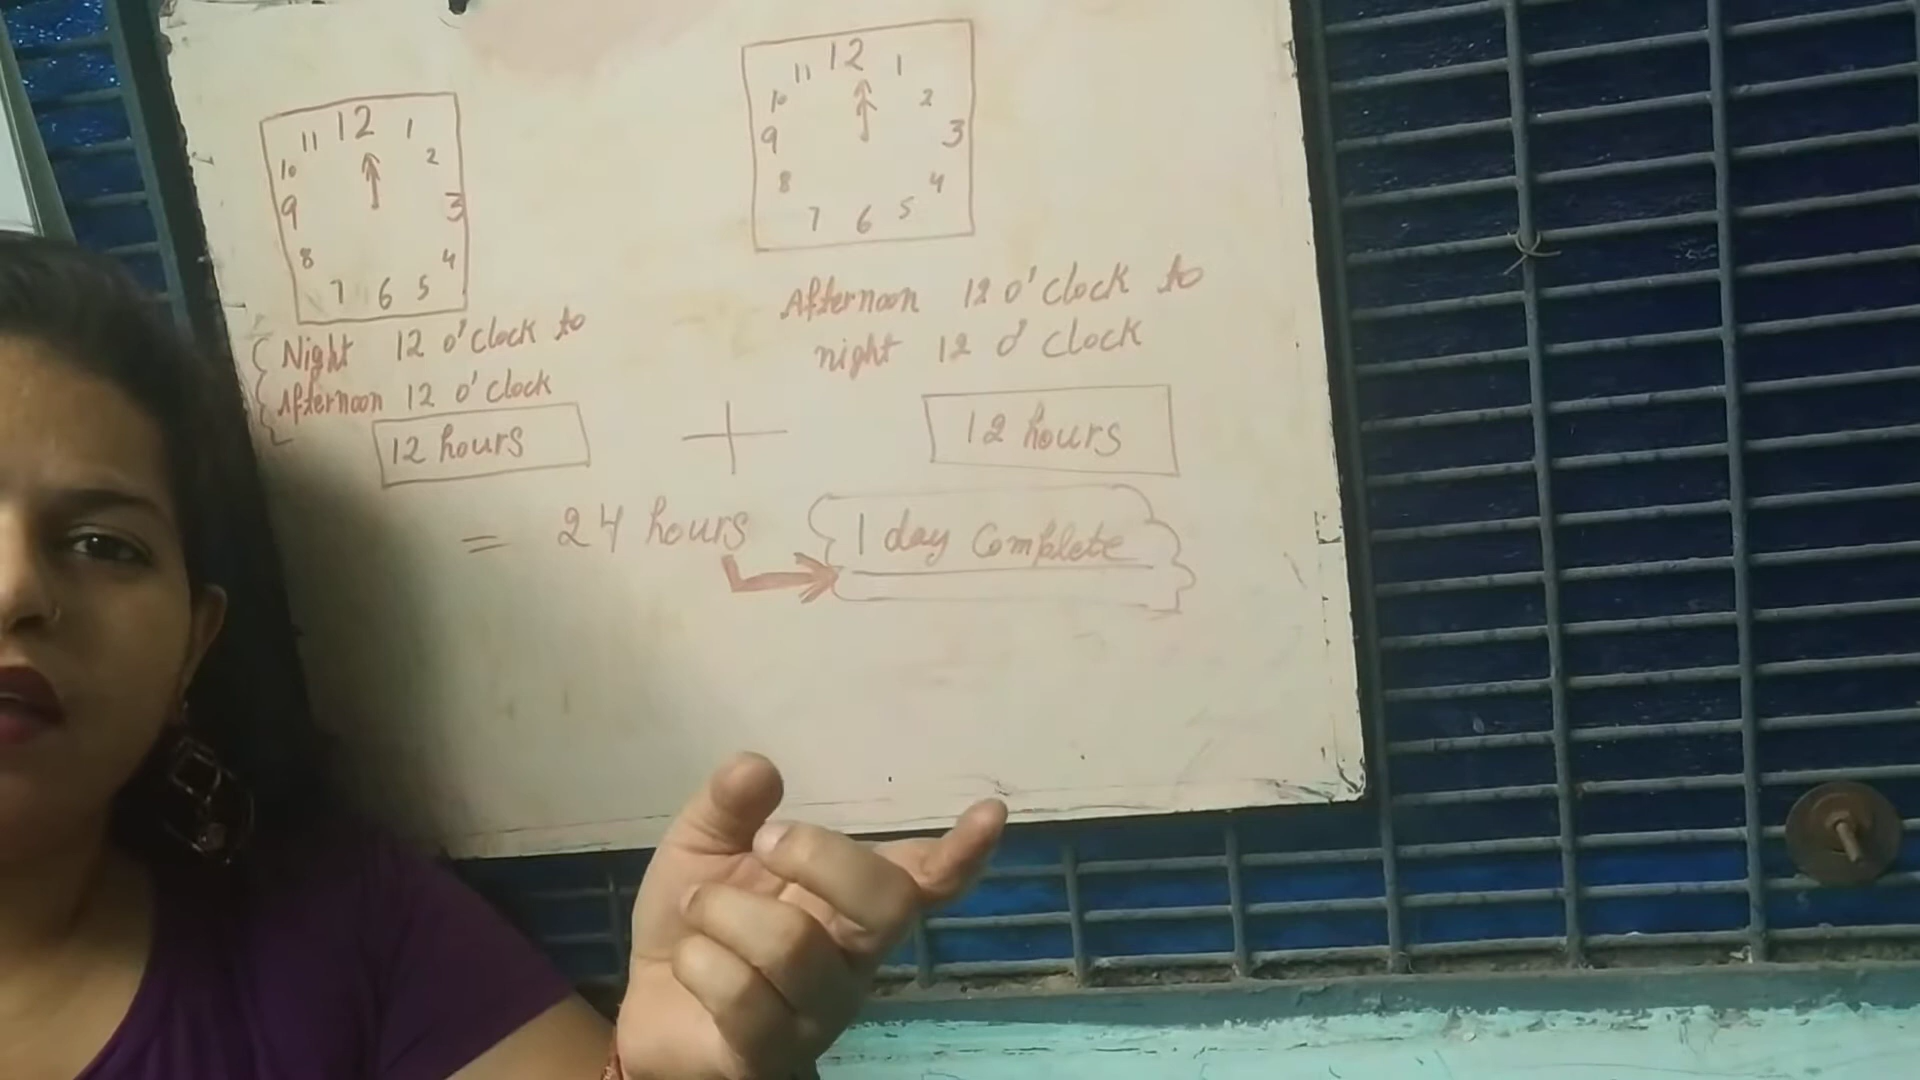 11 12 1
10 2
9 3
8 4
7 6 5
Night 12 o'clock to
Afternoon 12 o'clock
12 hours
11 12 1
10 2
9 3
8 4
7 6 5
Afternoon 12 o'clock to
night 12 o'clock
12 hours
+
= 24 hours
1 day Complete